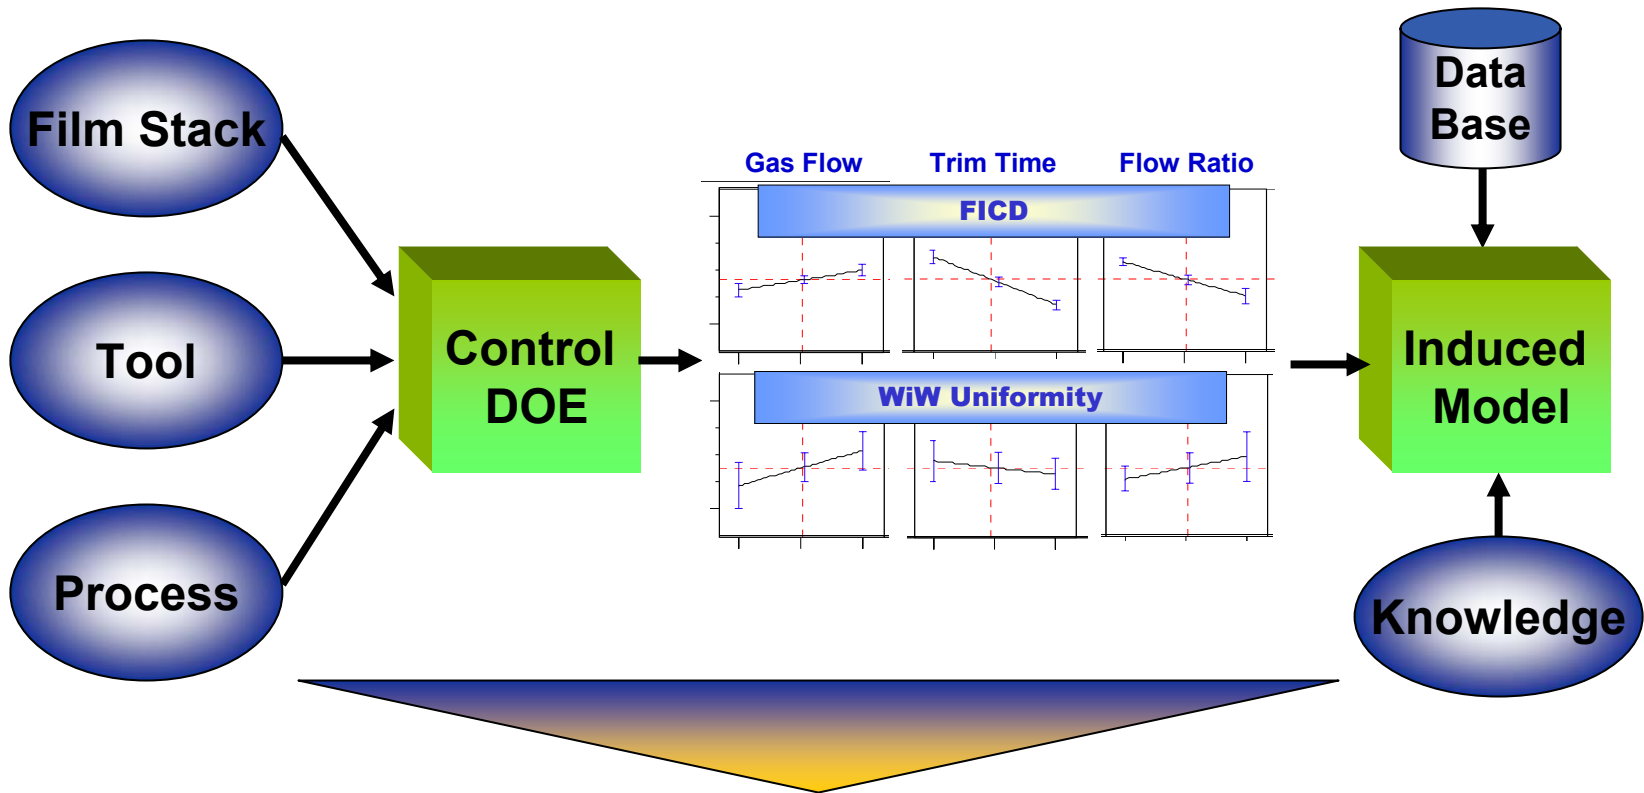 Film Stack
Tool
Process
Control
DOE
Gas Flow
Trim Time
Flow Ratio
FICD
WiW Uniformity
Data
Base
Induced
Model
Knowledge